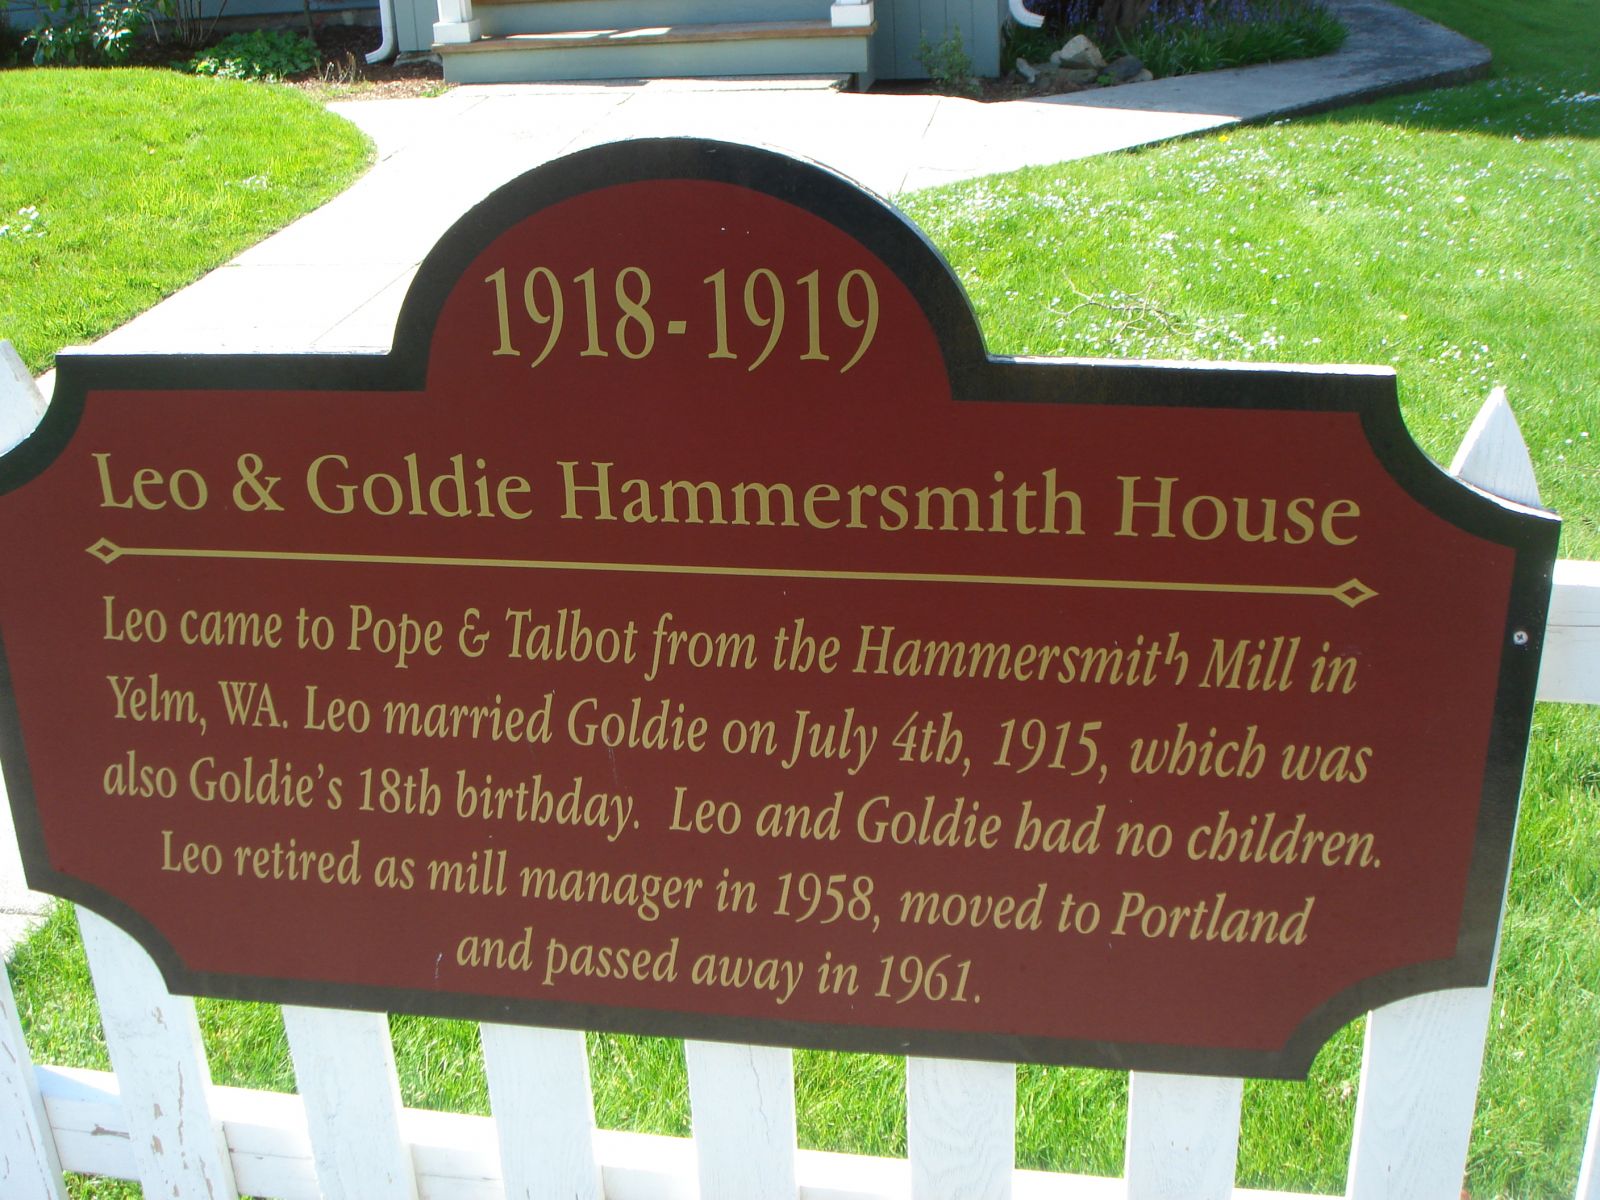 1918-1919
Leo & Goldie Hammersmith House
Leo came to Pope & Talbot from the Hammersmith Mill in
Yelm, WA. Leo married Goldie on July 4th, 1915, which was
also Goldie's 18th birthday. Leo and Goldie had no children.
Leo retired as mill manager in 1958, moved to Portland
and passed away in 1961.